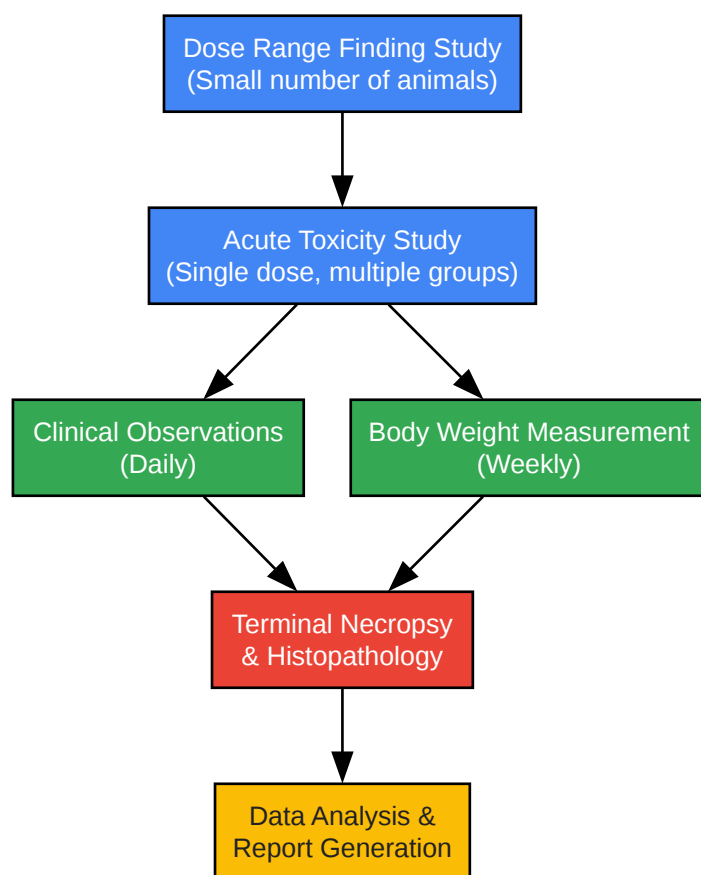 Dose Range Finding Study
(Small number of animals)
Acute Toxicity Study
(Single dose, multiple groups)
Clinical Observations
(Daily)
Body Weight Measurement
(Weekly)
Terminal Necropsy
& Histopathology
Data Analysis &
Report Generation